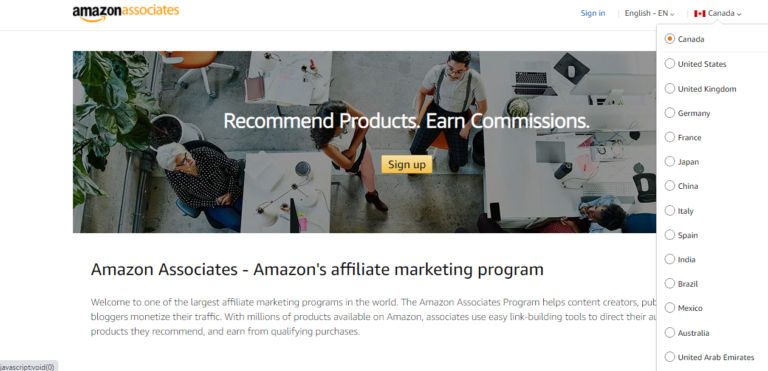 amazonassociates
Sign in
English - EN
Canada
Canada
United States
United Kingdom
Germany
France
Japan
China
Italy
Spain
India
Brazil
Mexico
Australia
United Arab Emirates
Recommend Products. Earn Commissions.
Sign up
Amazon Associates - Amazon's affiliate marketing program
Welcome to one of the largest affiliate marketing programs in the world. The Amazon Associates Program helps content creators, pub
bloggers monetize their traffic. With millions of products available on Amazon, associates use easy link-building tools to direct their au
products they recommend, and earn from qualifying purchases.
javascript:void(0)